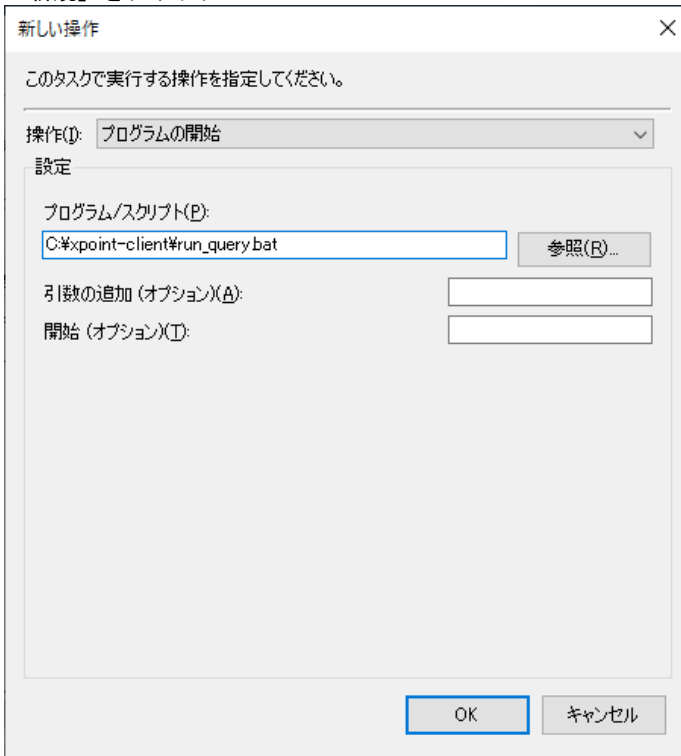 新しい操作
このタスクで実行する操作を指定してください。
操作(I): プログラムの開始
設定
プログラム/スクリプト(P):
C:¥xpoint-client¥run_query.bat 参照(R)...
引数の追加 (オプション)(A):
開始 (オプション)(T):
OK キャンセル